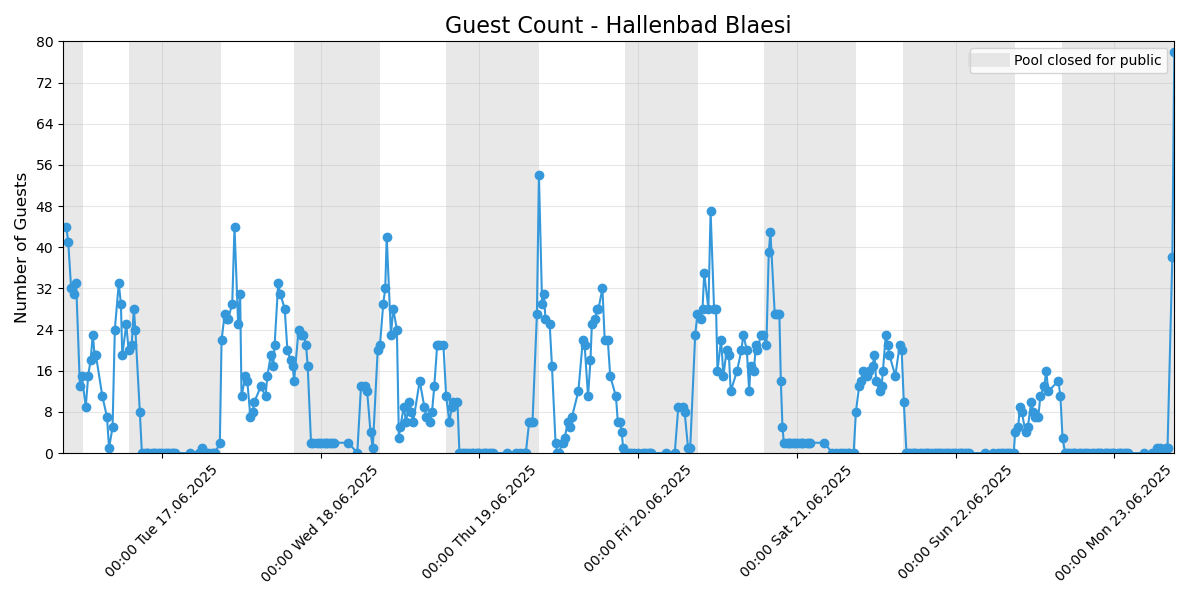 Guest Count - Hallenbad Blaesi
Pool closed for public
Number of Guests
80
72
64
56
48
40
32
24
16
8
0
00:00 Tue 17.06.2025
00:00 Wed 18.06.2025
00:00 Thu 19.06.2025
00:00 Fri 20.06.2025
00:00 Sat 21.06.2025
00:00 Sun 22.06.2025
00:00 Mon 23.06.2025